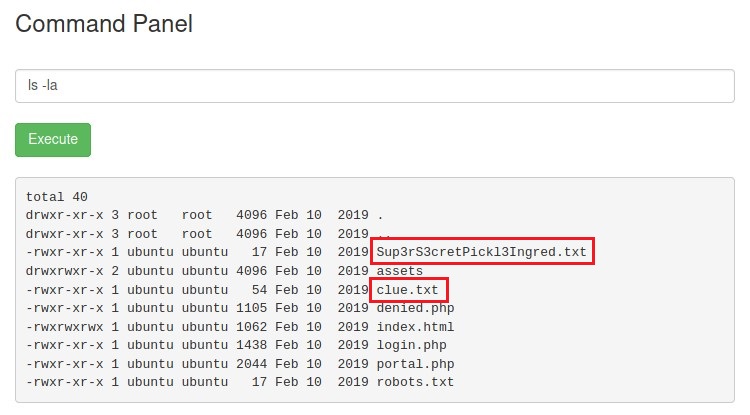 Command Panel
ls -la
Execute
total 40
drwxr-xr-x 3 root   root   4096 Feb 10  2019 .
drwxr-xr-x 3 root   root   4096 Feb 10  2019 ..
-rwxr-xr-x 1 ubuntu ubuntu   17 Feb 10  2019 Sup3rS3cretPickl3Ingred.txt
drwxrwxr-x 2 ubuntu ubuntu 4096 Feb 10  2019 assets
-rwxr-xr-x 1 ubuntu ubuntu   54 Feb 10  2019 clue.txt
-rwxr-xr-x 1 ubuntu ubuntu 1105 Feb 10  2019 denied.php
-rwxrwxrwx 1 ubuntu ubuntu 1062 Feb 10  2019 index.html
-rwxr-xr-x 1 ubuntu ubuntu 1438 Feb 10  2019 login.php
-rwxr-xr-x 1 ubuntu ubuntu 2044 Feb 10  2019 portal.php
-rwxr-xr-x 1 ubuntu ubuntu   17 Feb 10  2019 robots.txt